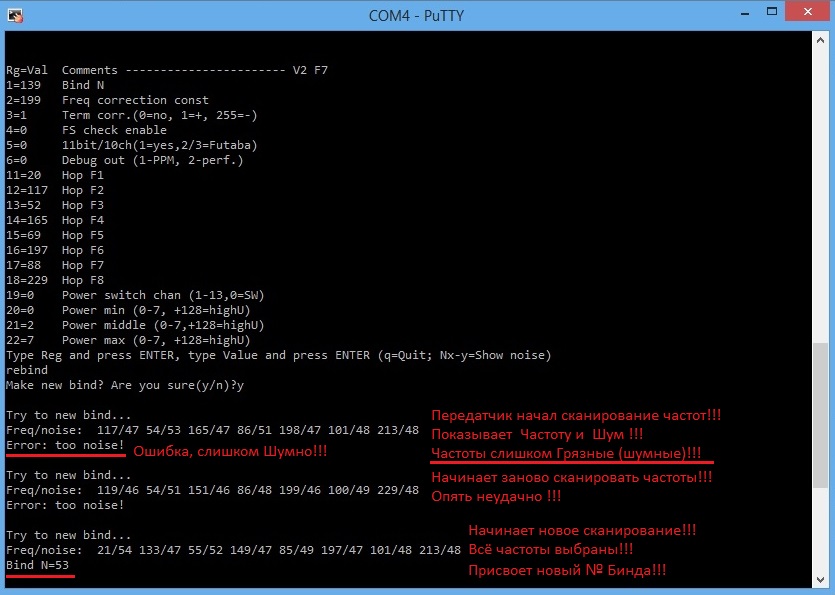 COM4 - PuTTY
Rg=Val  Comments ----------------------- V2 F7
1=139   Bind N
2=199   Freq correction const
3=1     Term corr.(0=no, 1=+, 255=-)
4=0     FS check enable
5=0     11bit/10ch(1=yes,2/3=Futaba)
6=0     Debug out (1-PPM, 2-perf.)
11=20   Hop F1
12=117  Hop F2
13=52   Hop F3
14=165  Hop F4
15=69   Hop F5
16=197  Hop F6
17=88   Hop F7
18=229  Hop F8
19=0    Power switch chan (1-13,0=SW)
20=0    Power min (0-7, +128=highU)
21=2    Power middle (0-7,+128=highU)
22=7    Power max (0-7, +128=highU)
Type Reg and press ENTER, type Value and press ENTER (q=Quit; Nx-y=Show noise)
rebind
Make new bind? Are you sure(y/n)?y
Try to new bind... Передатчик начал сканирование частот!!!
Freq/noise:  117/47 54/53 165/47 86/51 198/47 101/48 213/48 Показывает Частоту и Шум !!!
Error: too noise! Ошибка, слишком Шумно!!! Частоты слишком Грязные (шумные)!!!
Try to new bind... Начинает заново сканировать частоты!!!
Freq/noise:  119/46 54/51 151/46 86/48 199/46 100/49 229/48 Опять неудачно !!!
Error: too noise!
Try to new bind... Начинает новое сканирование!!!
Freq/noise:  21/54 133/47 55/52 149/47 85/49 197/47 101/48 213/48 Всё частоты выбраны!!!
Bind N=53 Присвоет новый № Бинда!!!